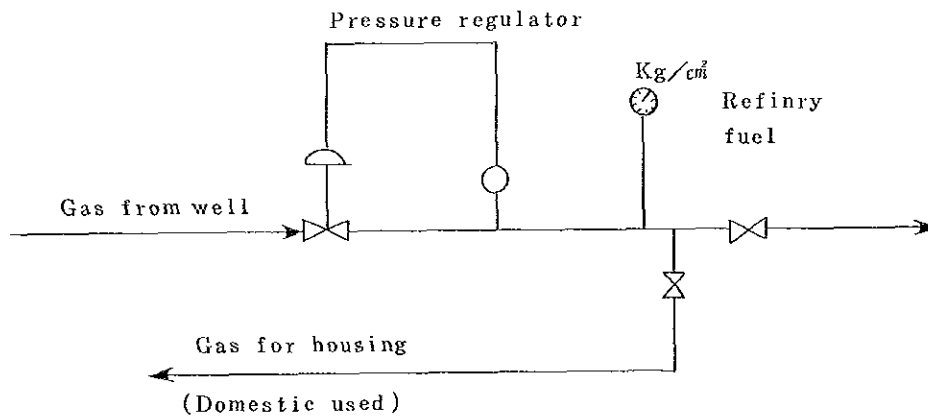 Pressure regulator
Kg/cm²
Refinry
fuel
Gas from well
Gas for housing
(Domestic used)